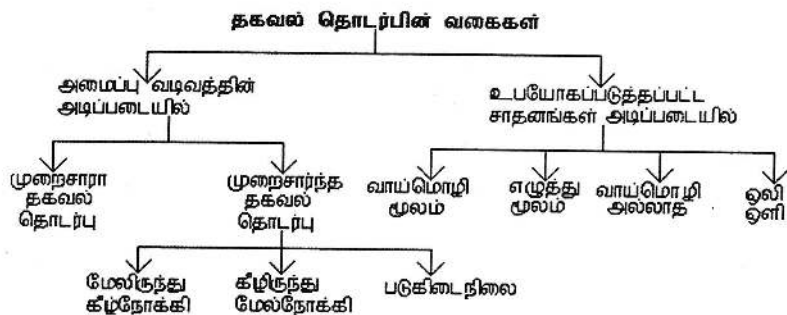 தகவல் தொடர்பின் வகைகள்
அமைப்பு வடிவத்தின்
அடிப்படையில்
உபயோகப்படுத்தப்பட்ட
சாதனங்கள் அடிப்படையில்
முறைசாரா
தகவல்
தொடர்பு
முறைசார்ந்த
தகவல்
தொடர்பு
வாய்மொழி
மூலம்
எழுத்து
மூலம்
வாய்மொழி
அல்லாத
ஒலி
ஒளி
மேலிருந்து
கீழ்நோக்கி
கீழிருந்து
மேல்நோக்கி
படுகிடைநிலை